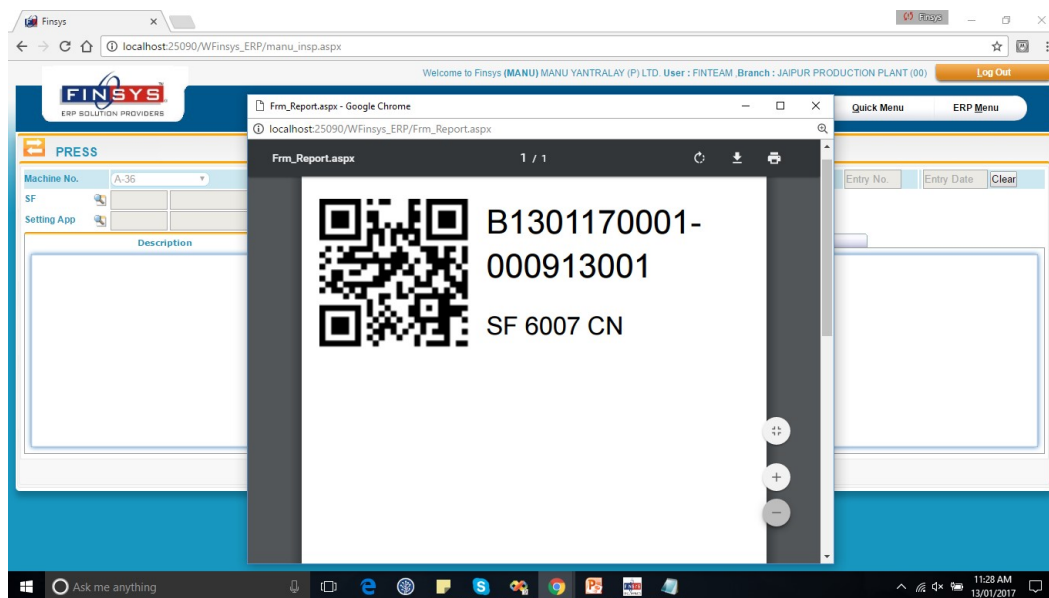 Finsys
Finsys
localhost:25090/WFinsys_ERP/manu_insp.aspx
Welcome to Finsys (MANU) MANU YANTRALAY (P) LTD. User : FINTEAM ,Branch : JAIPUR PRODUCTION PLANT (00)
Log Out
FINSYS
ERP SOLUTION PROVIDERS
Quick Menu
ERP Menu
Frm_Report.aspx - Google Chrome
localhost:25090/WFinsys_ERP/Frm_Report.aspx
Frm_Report.aspx
1 / 1
PRESS
Machine No.
A-36
Entry No.
Entry Date
Clear
SF
Setting App
Description
B1301170001-
000913001
SF 6007 CN
Ask me anything
11:28 AM
13/01/2017